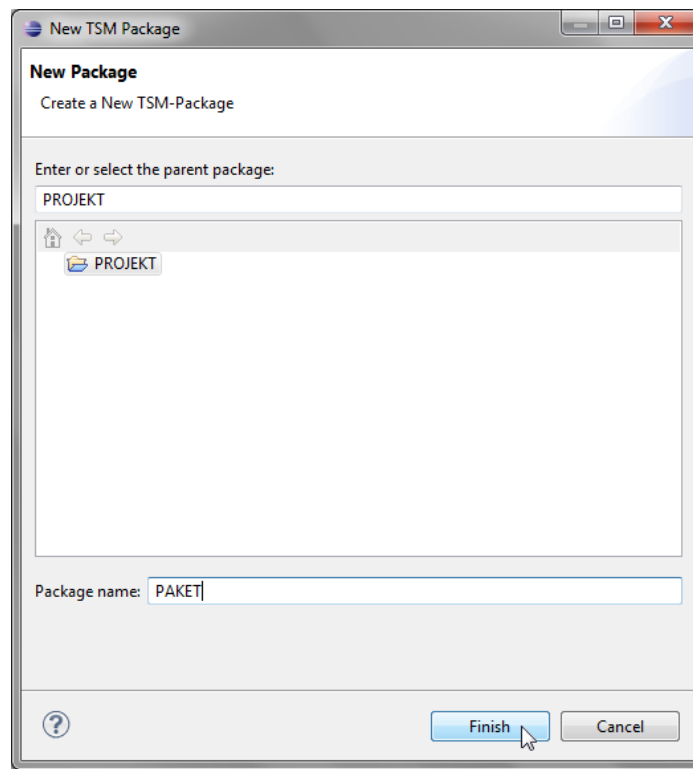 New TSM Package
New Package
Create a New TSM-Package
Enter or select the parent package:
PROJEKT
PROJEKT
Package name: PAKET
?
Finish Cancel